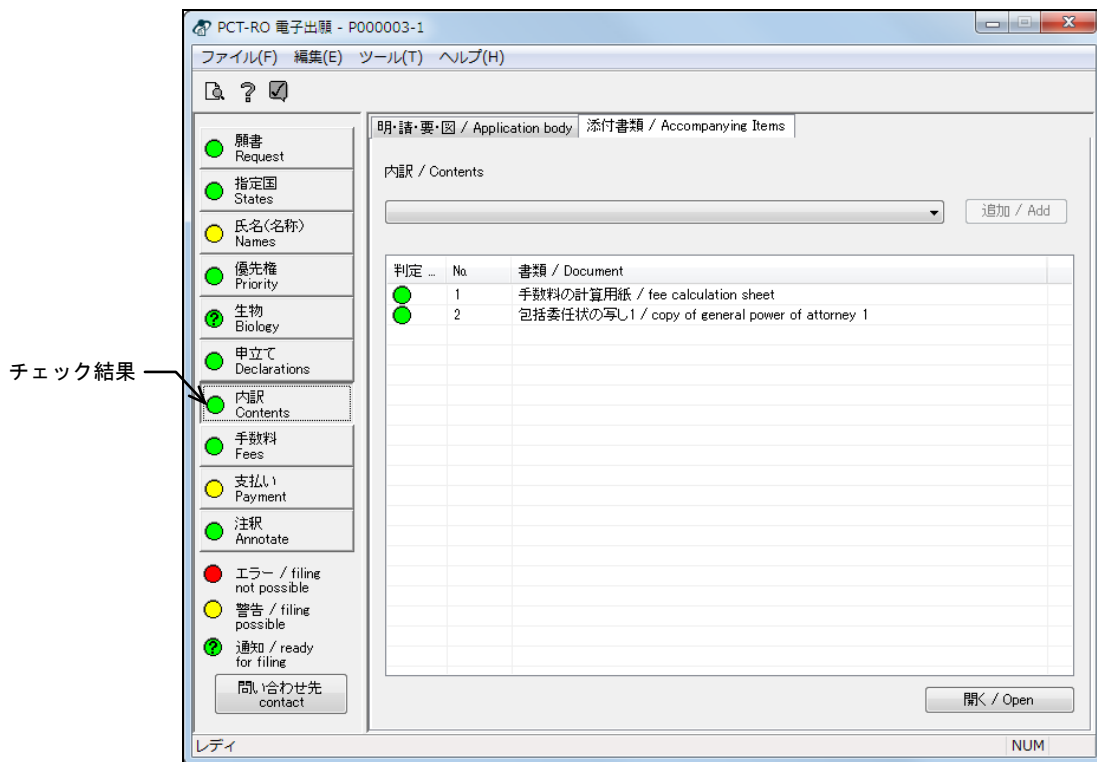 PCT-RO 電子出願 - P000003-1
ファイル(F) 編集(E) ツール(T) ヘルプ(H)
明・請・要・図 / Application body 添付書類 / Accompanying Items
願書
Request
指定国
States
氏名(名称)
Names
優先権
Priority
生物
Biology
申立て
Declarations
内訳
Contents
手数料
Fees
支払い
Payment
注釈
Annotate
エラー / filing
not possible
警告 / filing
possible
通知 / ready
for filing
問い合わせ先
contact
チェック結果
内訳 / Contents
追加 / Add
判定 ... No. 書類 / Document
1 手数料の計算用紙 / fee calculation sheet
2 包括委任状の写し1 / copy of general power of attorney 1
開く / Open
レディ NUM